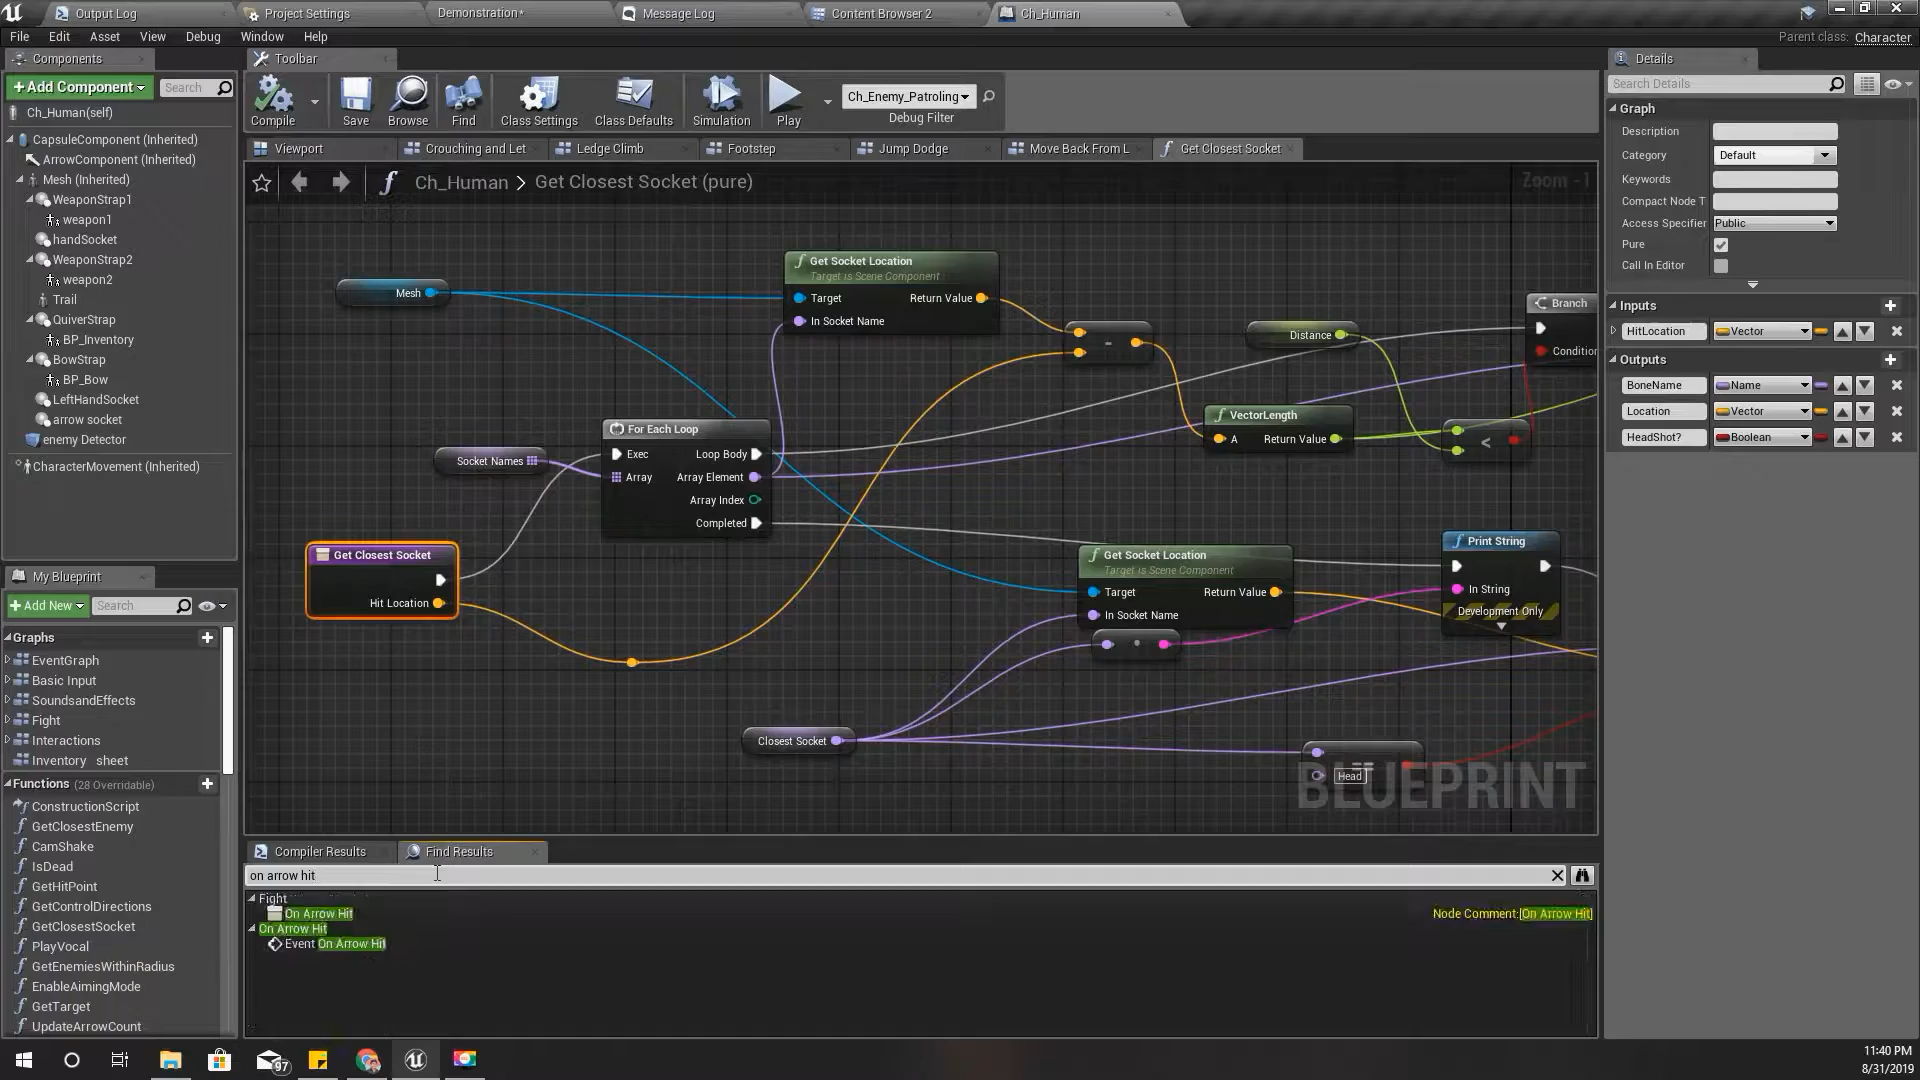 Output Log
Project Settings
Demonstration*
Message Log
Content Browser 2
Ch_Human
File Edit Asset View Debug Window Help
Parent class: Character
Components
+Add Component
Search
Ch_Human(self)
CapsuleComponent (Inherited)
ArrowComponent (Inherited)
Mesh (Inherited)
WeaponStrap1
weapon1
handSocket
WeaponStrap2
weapon2
Trail
QuiverStrap
BP_Inventory
BowStrap
BP_Bow
LeftHandSocket
arrow socket
enemy Detector
CharacterMovement (Inherited)
My Blueprint
+Add New
Search
Graphs
EventGraph
Basic Input
SoundsandEffects
Fight
Interactions
Inventory sheet
Functions (28 Overridable)
ConstructionScript
GetClosestEnemy
CamShake
IsDead
GetHitPoint
GetControlDirections
GetClosestSocket
PlayVocal
GetEnemiesWithinRadius
EnableAimingMode
GetTarget
UpdateArrowCount
Toolbar
Compile
Save
Browse
Find
Class Settings
Class Defaults
Simulation
Play
Ch_Enemy_Patroling
Debug Filter
Viewport
Crouching and Let
Ledge Climb
Footstep
Jump Dodge
Move Back From L
Get Closest Socket
Ch_Human > Get Closest Socket (pure)
Zoom -1
Mesh
Get Socket Location
Target is Scene Component
Target
Return Value
In Socket Name
-
Distance
Branch
Condition
VectorLength
A
Return Value
<
For Each Loop
Exec
Loop Body
Array
Array Element
Array Index
Completed
Socket Names
Get Closest Socket
Hit Location
Get Socket Location
Target is Scene Component
Target
Return Value
In Socket Name
Print String
In String
Development Only
Closest Socket
==
Head
BLUEPRINT
Compiler Results
Find Results
on arrow hit
Fight
On Arrow Hit
Node Comment:[On Arrow Hit]
On Arrow Hit
Event On Arrow Hit
Details
Search Details
Graph
Description
Category
Default
Keywords
Compact Node T
Access Specifier
Public
Pure
Call In Editor
Inputs
HitLocation
Vector
Outputs
BoneName
Name
Location
Vector
HeadShot?
Boolean
97
11:40 PM
8/31/2019